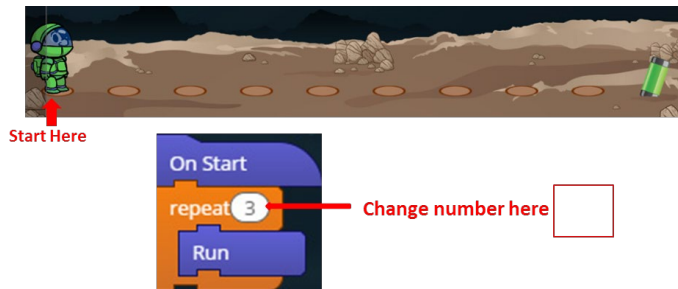 Start Here
On Start
repeat 3
Change number here
Run